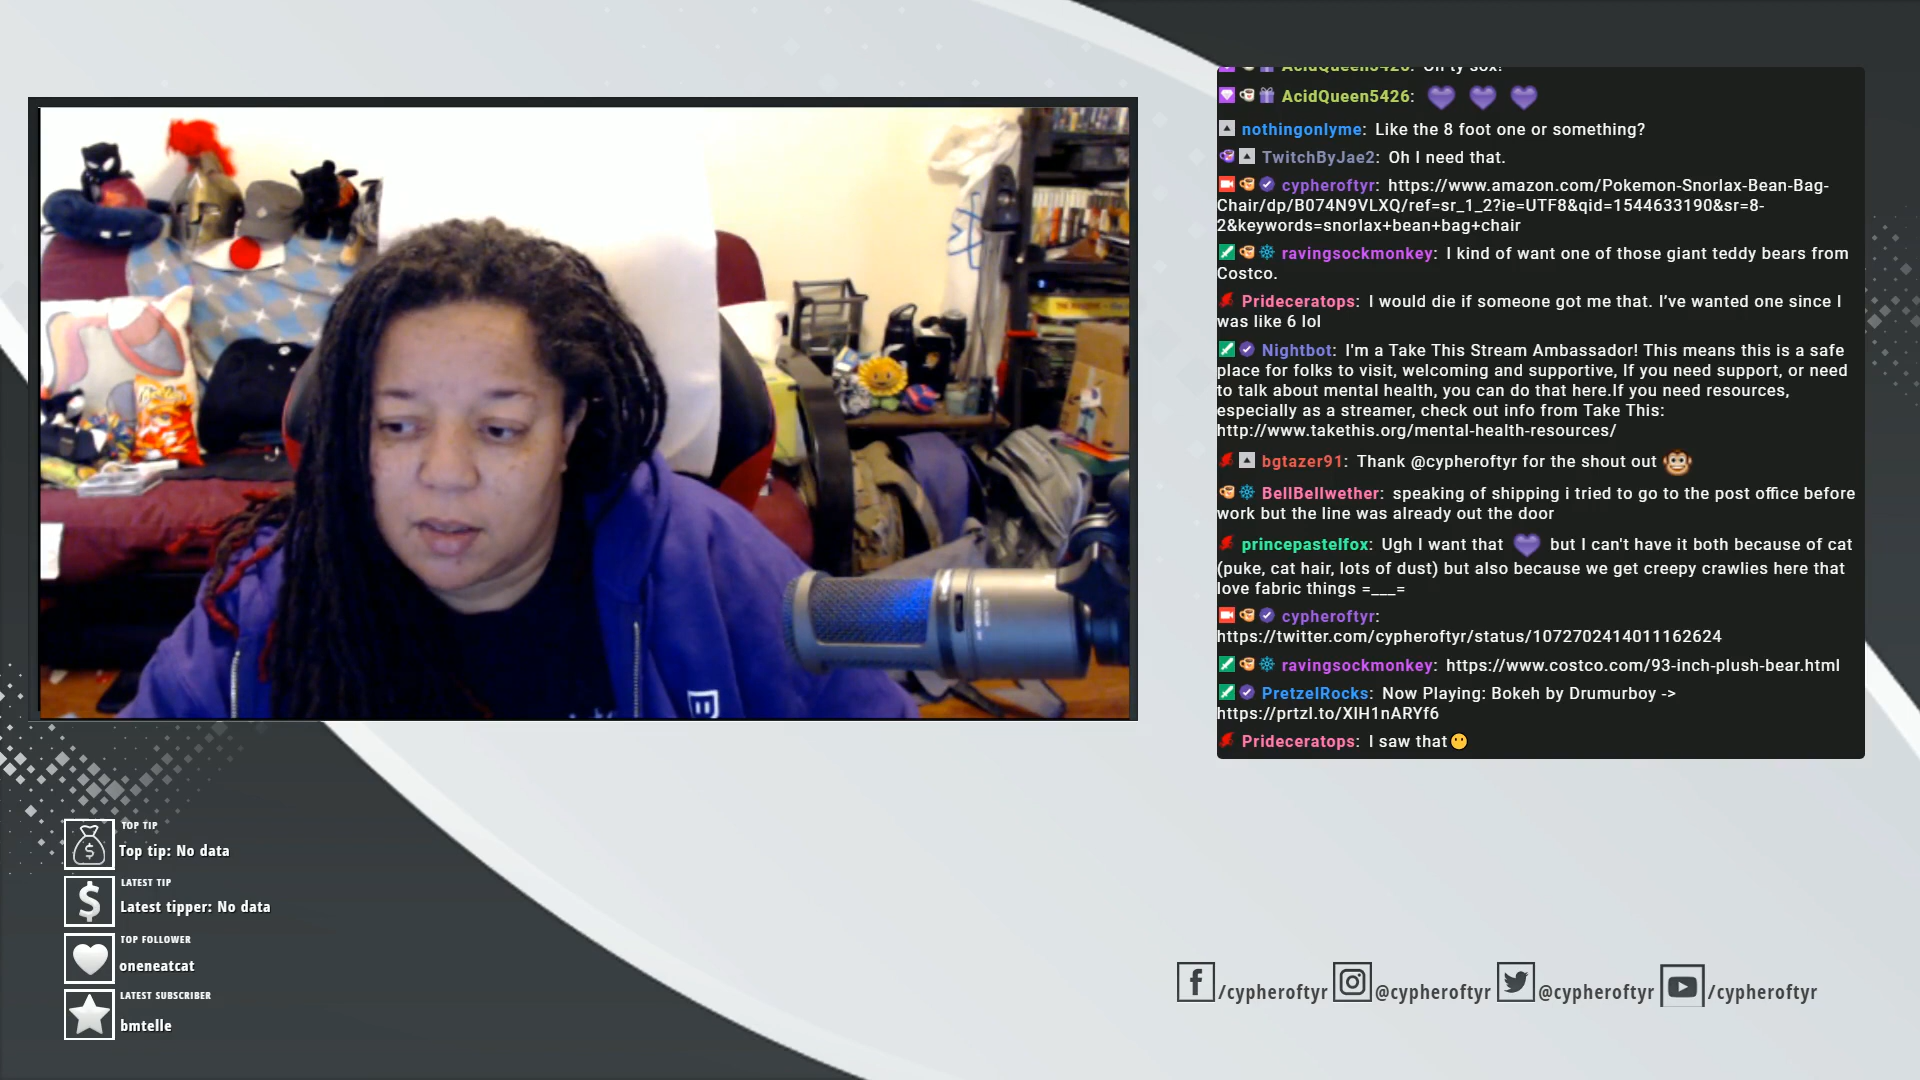 AcidQueen5426: Oh ty sox!
AcidQueen5426:
nothingonlyme: Like the 8 foot one or something?
TwitchByJae2: Oh I need that.
cypheroftyr: https://www.amazon.com/Pokemon-Snorlax-Bean-Bag-
Chair/dp/B074N9VLXQ/ref=sr_1_2?ie=UTF8&qid=1544633190&sr=8-
2&keywords=snorlax+bean+bag+chair
ravingsockmonkey: I kind of want one of those giant teddy bears from
Costco.
Prideceratops: I would die if someone got me that. I've wanted one since I
was like 6 lol
Nightbot: I'm a Take This Stream Ambassador! This means this is a safe
place for folks to visit, welcoming and supportive, If you need support, or need
to talk about mental health, you can do that here.If you need resources,
especially as a streamer, check out info from Take This:
http://www.takethis.org/mental-health-resources/
bgtazer91: Thank @cypheroftyr for the shout out
BellBellwether: speaking of shipping i tried to go to the post office before
work but the line was already out the door
princepastelfox: Ugh I want that but I can't have it both because of cat
(puke, cat hair, lots of dust) but also because we get creepy crawlies here that
love fabric things =___=
cypheroftyr:
https://twitter.com/cypheroftyr/status/1072702414011162624
ravingsockmonkey: https://www.costco.com/93-inch-plush-bear.html
PretzelRocks: Now Playing: Bokeh by Drumurboy ->
https://prtzl.to/XIH1nARYf6
Prideceratops: I saw that
TOP TIP
Top tip: No data
LATEST TIP
Latest tipper: No data
TOP FOLLOWER
oneneatcat
LATEST SUBSCRIBER
bmtelle
/cypheroftyr @cypheroftyr @cypheroftyr /cypheroftyr